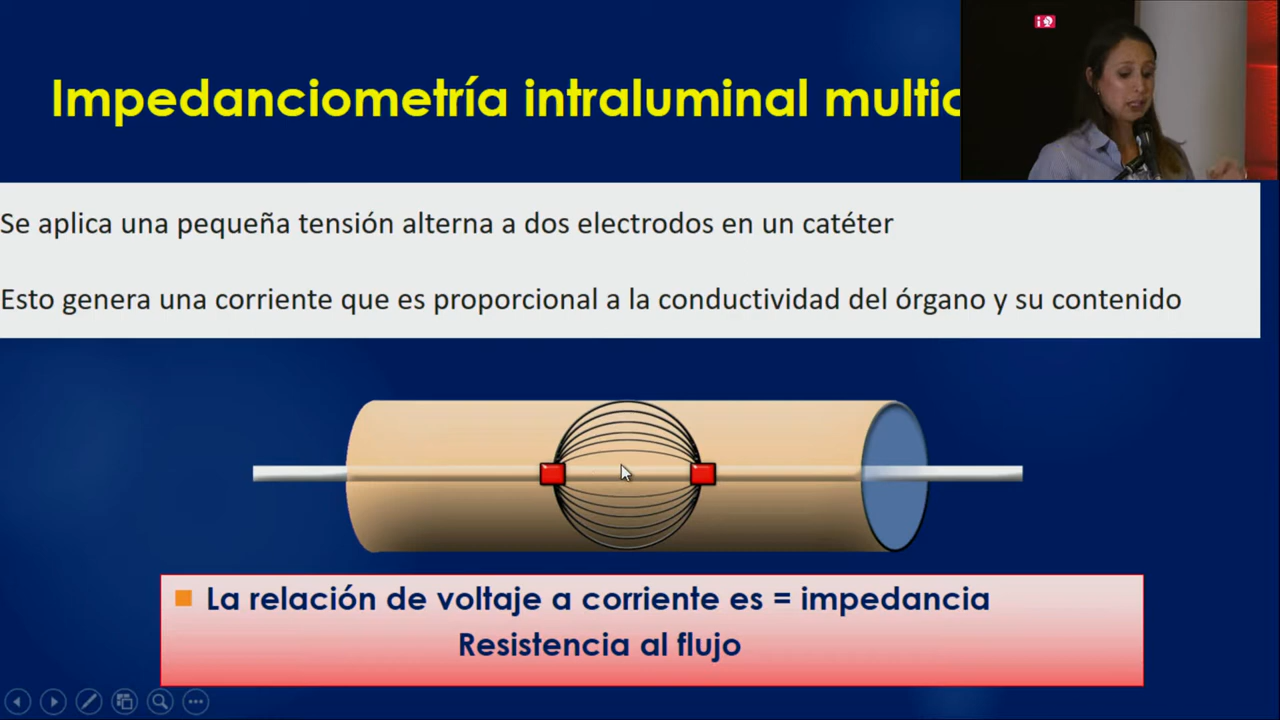 Impedanciometría intraluminal
Se aplica una pequeña tensión alterna a dos electrodos en un catéter
Esto genera una corriente que es proporcional a la conductividad del órgano y su contenido
La relación de voltaje a corriente es = impedancia
Resistencia al flujo